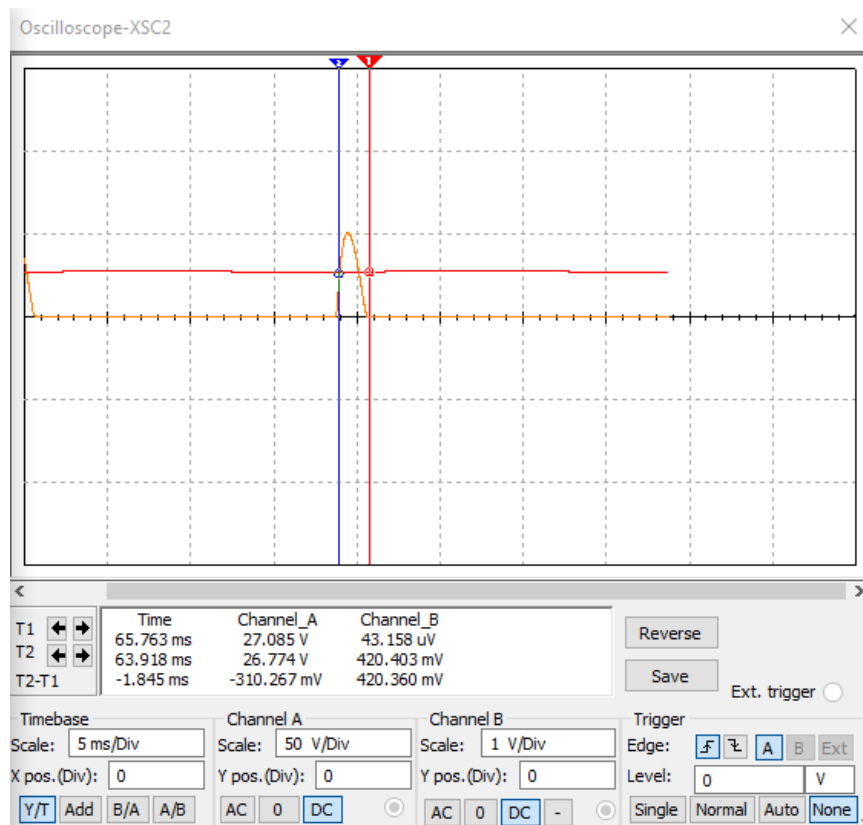 Oscilloscope-XSC2
2 1
Time Channel_A Channel_B
T1 65.763 ms 27.085 V 43.158 uV
T2 63.918 ms 26.774 V 420.403 mV
T2-T1 -1.845 ms -310.267 mV 420.360 mV
Reverse
Save
Ext. trigger
Timebase Channel A Channel B Trigger
Scale: 5 ms/Div Scale: 50 V/Div Scale: 1 V/Div Edge: A B Ext
X pos.(Div): 0 Y pos.(Div): 0 Y pos.(Div): 0 Level: 0 V
Y/T Add B/A A/B AC 0 DC AC 0 DC - Single Normal Auto None